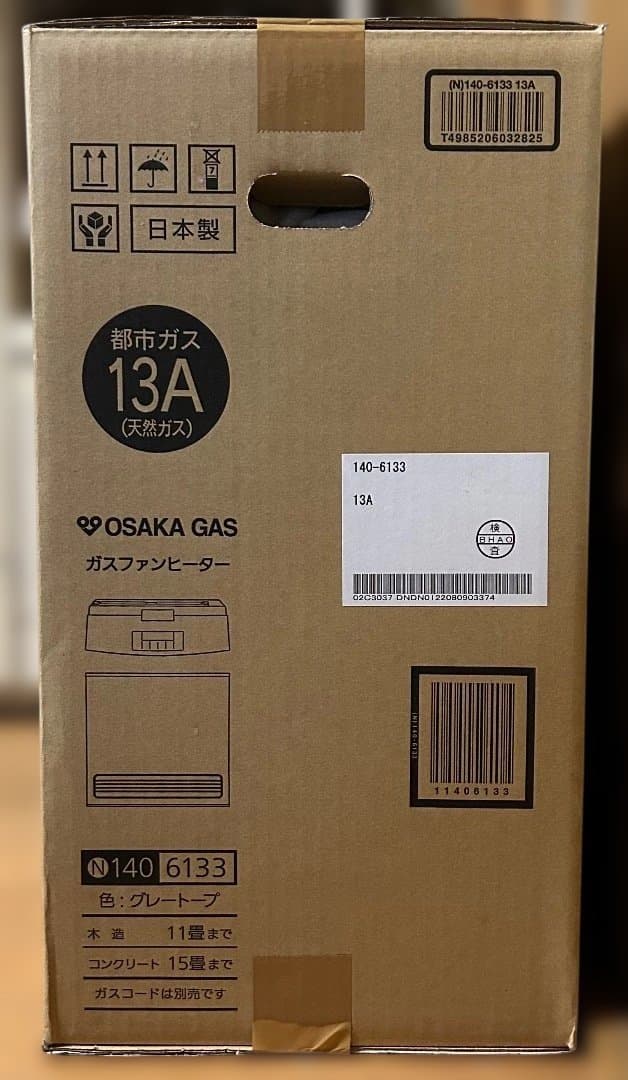 (N)140-6133 13A
T4985206032825
7
日本製
都市ガス
13A
(天然ガス)
OSAKA GAS
ガスファンヒーター
140-6133
13A
検
BHAO
査
02C3037 DNDN0122080903374
(N)140-6133
11406133
N 140 6133
色:グレートープ
木造 11畳まで
コンクリート 15畳まで
ガスコードは別売です